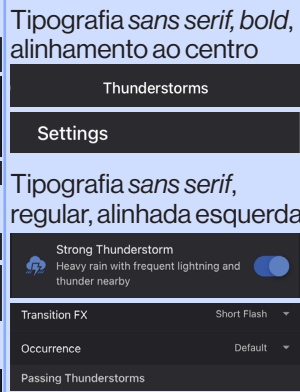 Tipografia sans serif, bold,
alinhamento ao centro
Thunderstorms
Settings
Tipografia sans serif,
regular, alinhada esquerda
Strong Thunderstorm
Heavy rain with frequent lightning and
thunder nearby
Transition FX Short Flash
Occurrence Default
Passing Thunderstorms